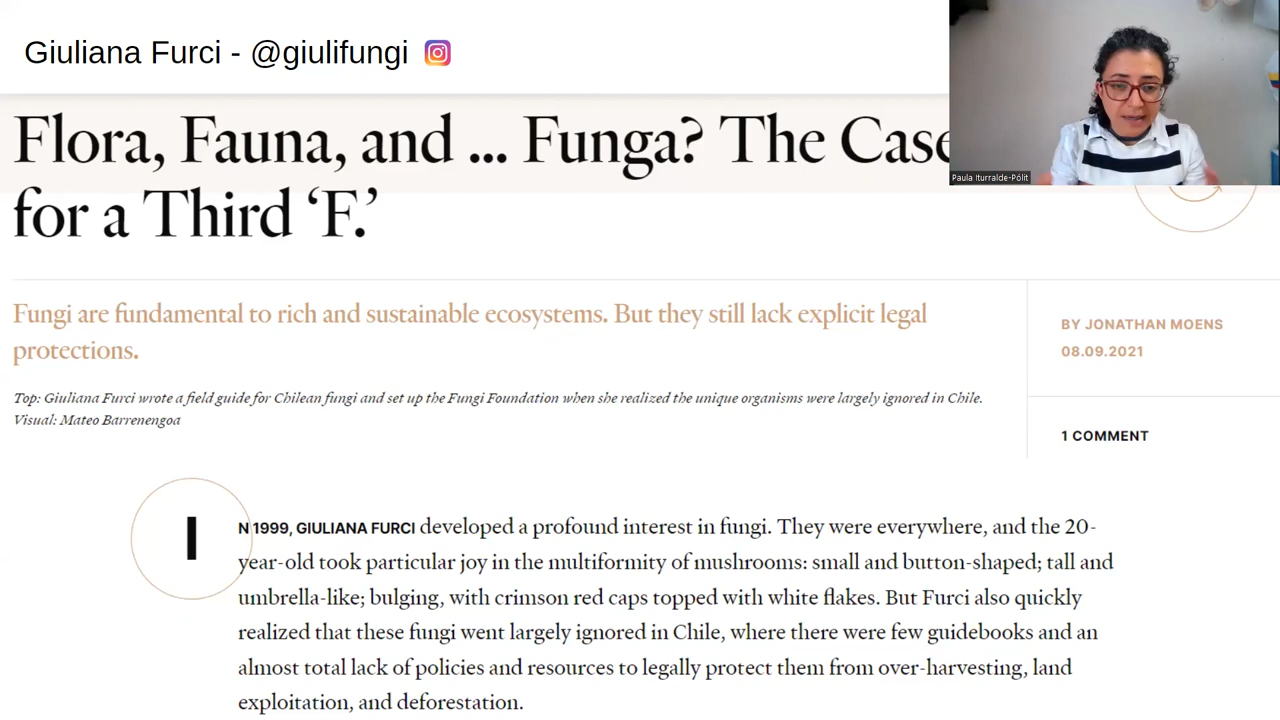 Giuliana Furci - @giulifungi
Paula Iturralde-Pólit
Flora, Fauna, and ... Funga? The Case
for a Third ‘F.’
Fungi are fundamental to rich and sustainable ecosystems. But they still lack explicit legal
protections.
Top: Giuliana Furci wrote a field guide for Chilean fungi and set up the Fungi Foundation when she realized the unique organisms were largely ignored in Chile.
Visual: Mateo Barrenengoa
BY JONATHAN MOENS
08.09.2021
1 COMMENT
IN 1999, GIULIANA FURCI developed a profound interest in fungi. They were everywhere, and the 20-
year-old took particular joy in the multiformity of mushrooms: small and button-shaped; tall and
umbrella-like; bulging, with crimson red caps topped with white flakes. But Furci also quickly
realized that these fungi went largely ignored in Chile, where there were few guidebooks and an
almost total lack of policies and resources to legally protect them from over-harvesting, land
exploitation, and deforestation.